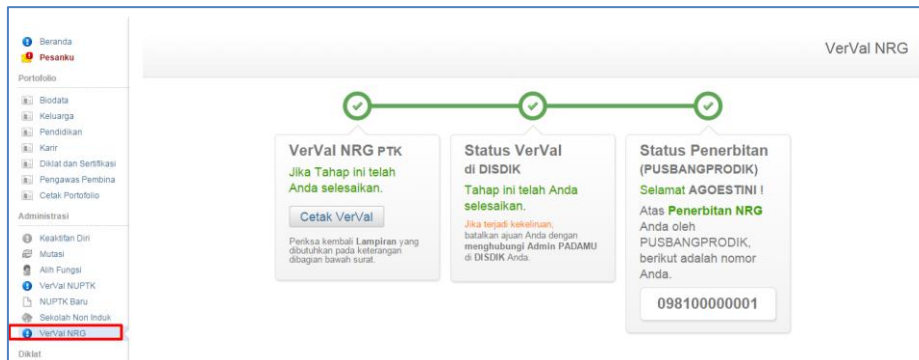 Beranda
Pesanku
Portofolio
Biodata
Keluarga
Pendidikan
Karir
Diklat dan Sertifikasi
Pengawas Pembina
Cetak Portofolio
Administrasi
Keaktifan Diri
Mutasi
Alih Fungsi
VerVal NUPTK
NUPTK Baru
Sekolah Non Induk
VerVal NRG
Diklat
VerVal NRG
VerVal NRG PTK
Jika Tahap ini telah
Anda selesaikan.
Cetak VerVal
Periksa kembali Lampiran yang
dibutuhkan pada keterangan
dibagian bawah surat.
Status VerVal
di DISDIK
Tahap ini telah Anda
selesaikan.
Jika terjadi kekeliruan,
batalkan ajuan Anda dengan
menghubungi Admin PADAMU
di DISDIK Anda.
Status Penerbitan
(PUSBANGPRODIK)
Selamat AGOESTINI !
Atas Penerbitan NRG
Anda oleh
PUSBANGPRODIK,
berikut adalah nomor
Anda.
098100000001